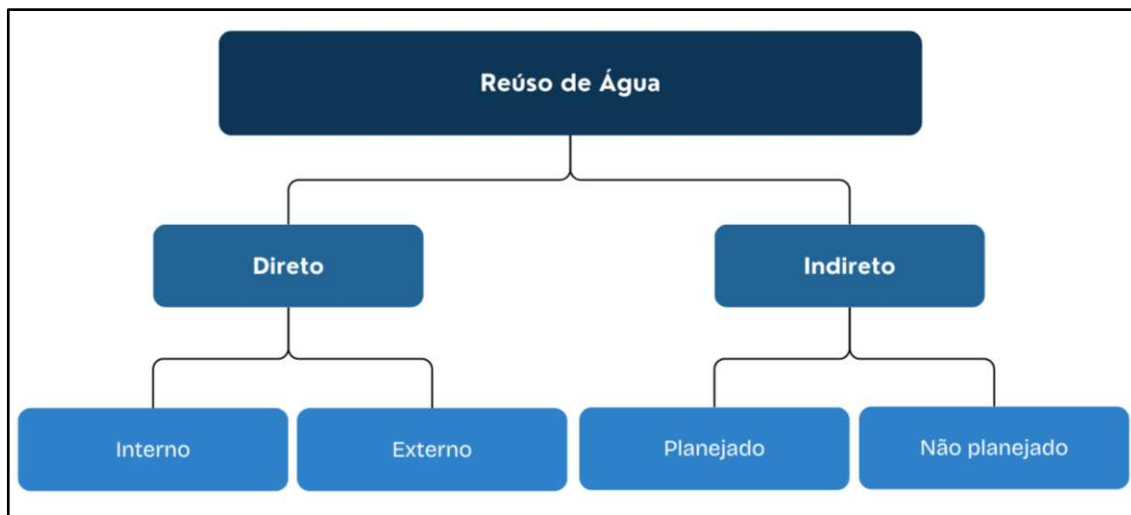 Reúso de Água
Direto
Indireto
Interno
Externo
Planejado
Não planejado